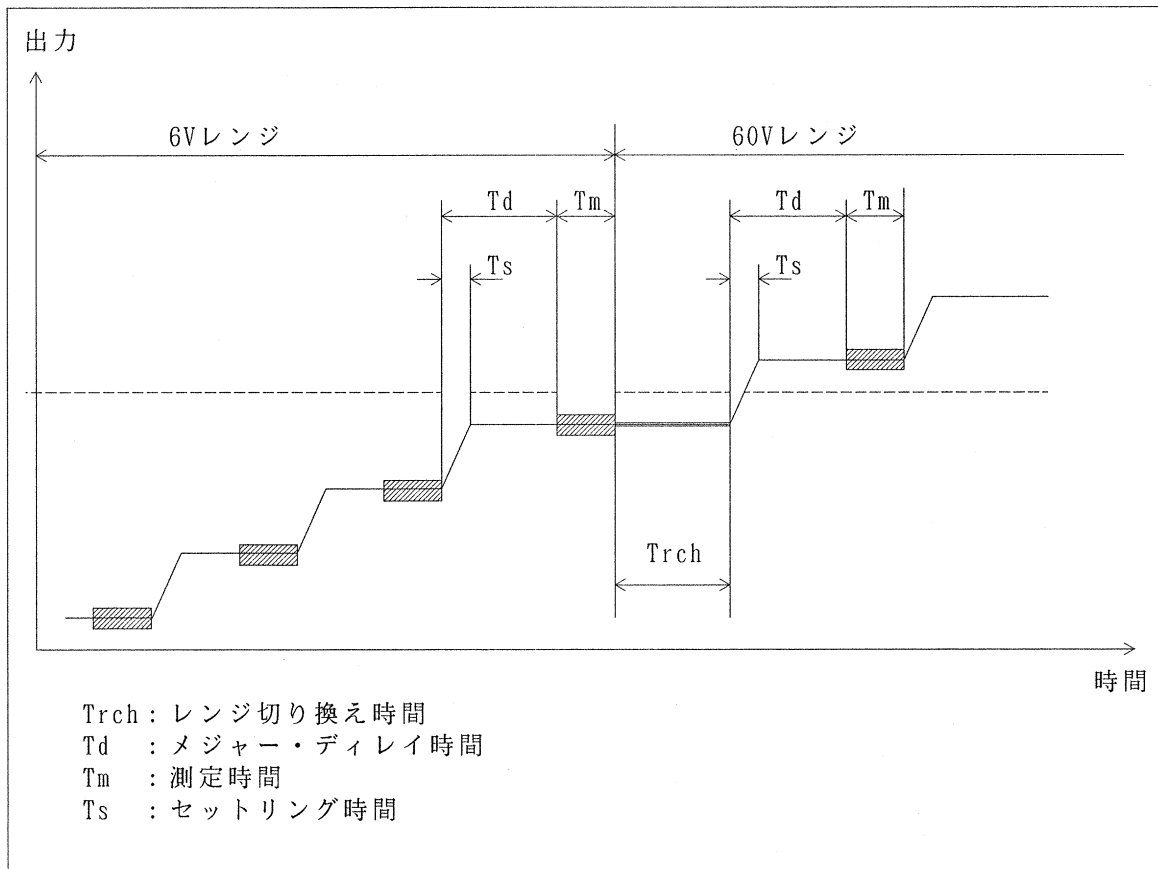 出力
6Vレンジ
60Vレンジ
Td
Tm
Td
Tm
Ts
Ts
Trch
時間
Trch：レンジ切り換え時間
Td ：メジャー・ディレイ時間
Tm ：測定時間
Ts ：セットリング時間